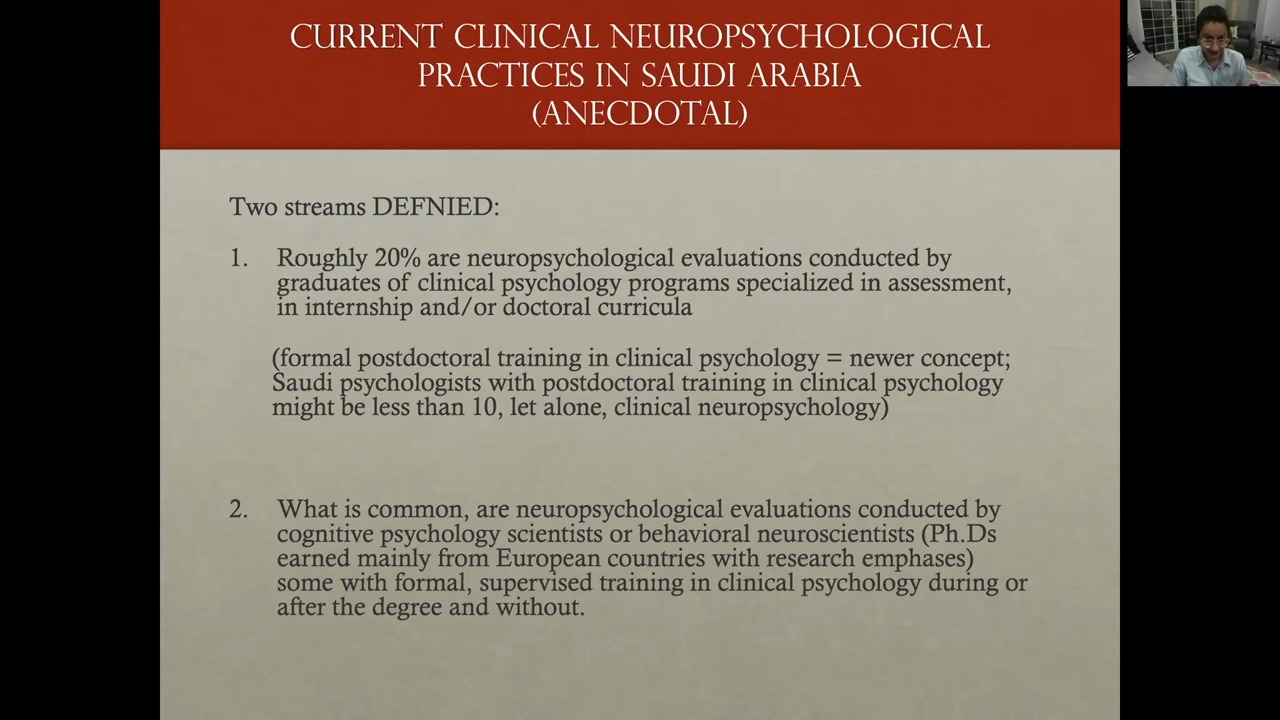 CURRENT CLINICAL NEUROPSYCHOLOGICAL
PRACTICES IN SAUDI ARABIA
(ANECDOTAL)
Two streams DEFNIED:
1. Roughly 20% are neuropsychological evaluations conducted by
graduates of clinical psychology programs specialized in assessment,
in internship and/or doctoral curricula
(formal postdoctoral training in clinical psychology = newer concept;
Saudi psychologists with postdoctoral training in clinical psychology
might be less than 10, let alone, clinical neuropsychology)
2. What is common, are neuropsychological evaluations conducted by
cognitive psychology scientists or behavioral neuroscientists (Ph.Ds
earned mainly from European countries with research emphases)
some with formal, supervised training in clinical psychology during or
after the degree and without.